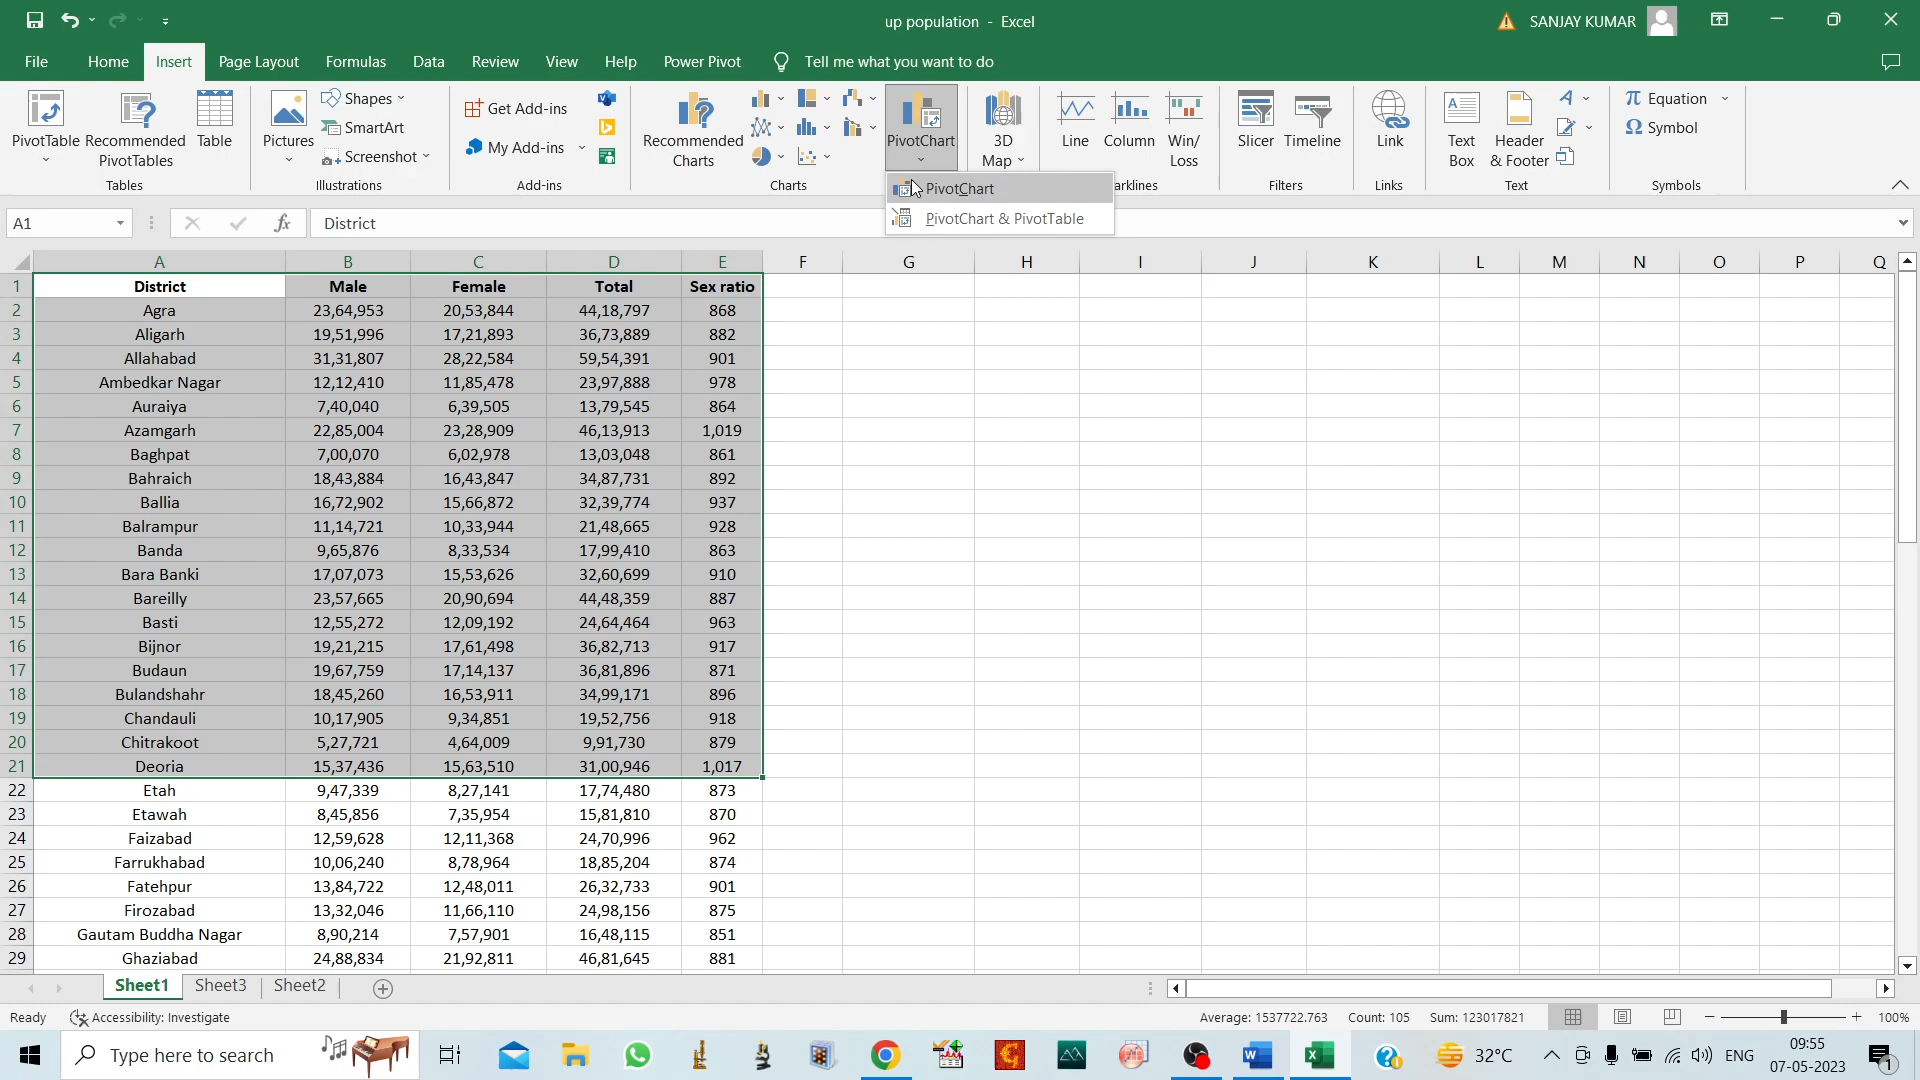 up population - Excel
SANJAY KUMAR
File Home Insert Page Layout Formulas Data Review View Help Power Pivot Tell me what you want to do
PivotTable Recommended PivotTables Table
Tables
Pictures Shapes SmartArt Screenshot
Illustrations
Get Add-ins
My Add-ins
Add-ins
Recommended Charts
Charts
PivotChart
3D Map
Line Column Win/Loss
arklines
Slicer Timeline
Filters
Link
Links
Text Box Header & Footer
Text
Equation
Symbol
Symbols
PivotChart
PivotChart & PivotTable
A1 fx District
A B C D E F G H I J K L M N O P Q
1 District Male Female Total Sex ratio
2 Agra 23,64,953 20,53,844 44,18,797 868
3 Aligarh 19,51,996 17,21,893 36,73,889 882
4 Allahabad 31,31,807 28,22,584 59,54,391 901
5 Ambedkar Nagar 12,12,410 11,85,478 23,97,888 978
6 Auraiya 7,40,040 6,39,505 13,79,545 864
7 Azamgarh 22,85,004 23,28,909 46,13,913 1,019
8 Baghpat 7,00,070 6,02,978 13,03,048 861
9 Bahraich 18,43,884 16,43,847 34,87,731 892
10 Ballia 16,72,902 15,66,872 32,39,774 937
11 Balrampur 11,14,721 10,33,944 21,48,665 928
12 Banda 9,65,876 8,33,534 17,99,410 863
13 Bara Banki 17,07,073 15,53,626 32,60,699 910
14 Bareilly 23,57,665 20,90,694 44,48,359 887
15 Basti 12,55,272 12,09,192 24,64,464 963
16 Bijnor 19,21,215 17,61,498 36,82,713 917
17 Budaun 19,67,759 17,14,137 36,81,896 871
18 Bulandshahr 18,45,260 16,53,911 34,99,171 896
19 Chandauli 10,17,905 9,34,851 19,52,756 918
20 Chitrakoot 5,27,721 4,64,009 9,91,730 879
21 Deoria 15,37,436 15,63,510 31,00,946 1,017
22 Etah 9,47,339 8,27,141 17,74,480 873
23 Etawah 8,45,856 7,35,954 15,81,810 870
24 Faizabad 12,59,628 12,11,368 24,70,996 962
25 Farrukhabad 10,06,240 8,78,964 18,85,204 874
26 Fatehpur 13,84,722 12,48,011 26,32,733 901
27 Firozabad 13,32,046 11,66,110 24,98,156 875
28 Gautam Buddha Nagar 8,90,214 7,57,901 16,48,115 851
29 Ghaziabad 24,88,834 21,92,811 46,81,645 881
Sheet1 Sheet3 Sheet2
Ready Accessibility: Investigate Average: 1537722.763 Count: 105 Sum: 123017821 100%
Type here to search 32°C ENG 09:55
07-05-2023 1